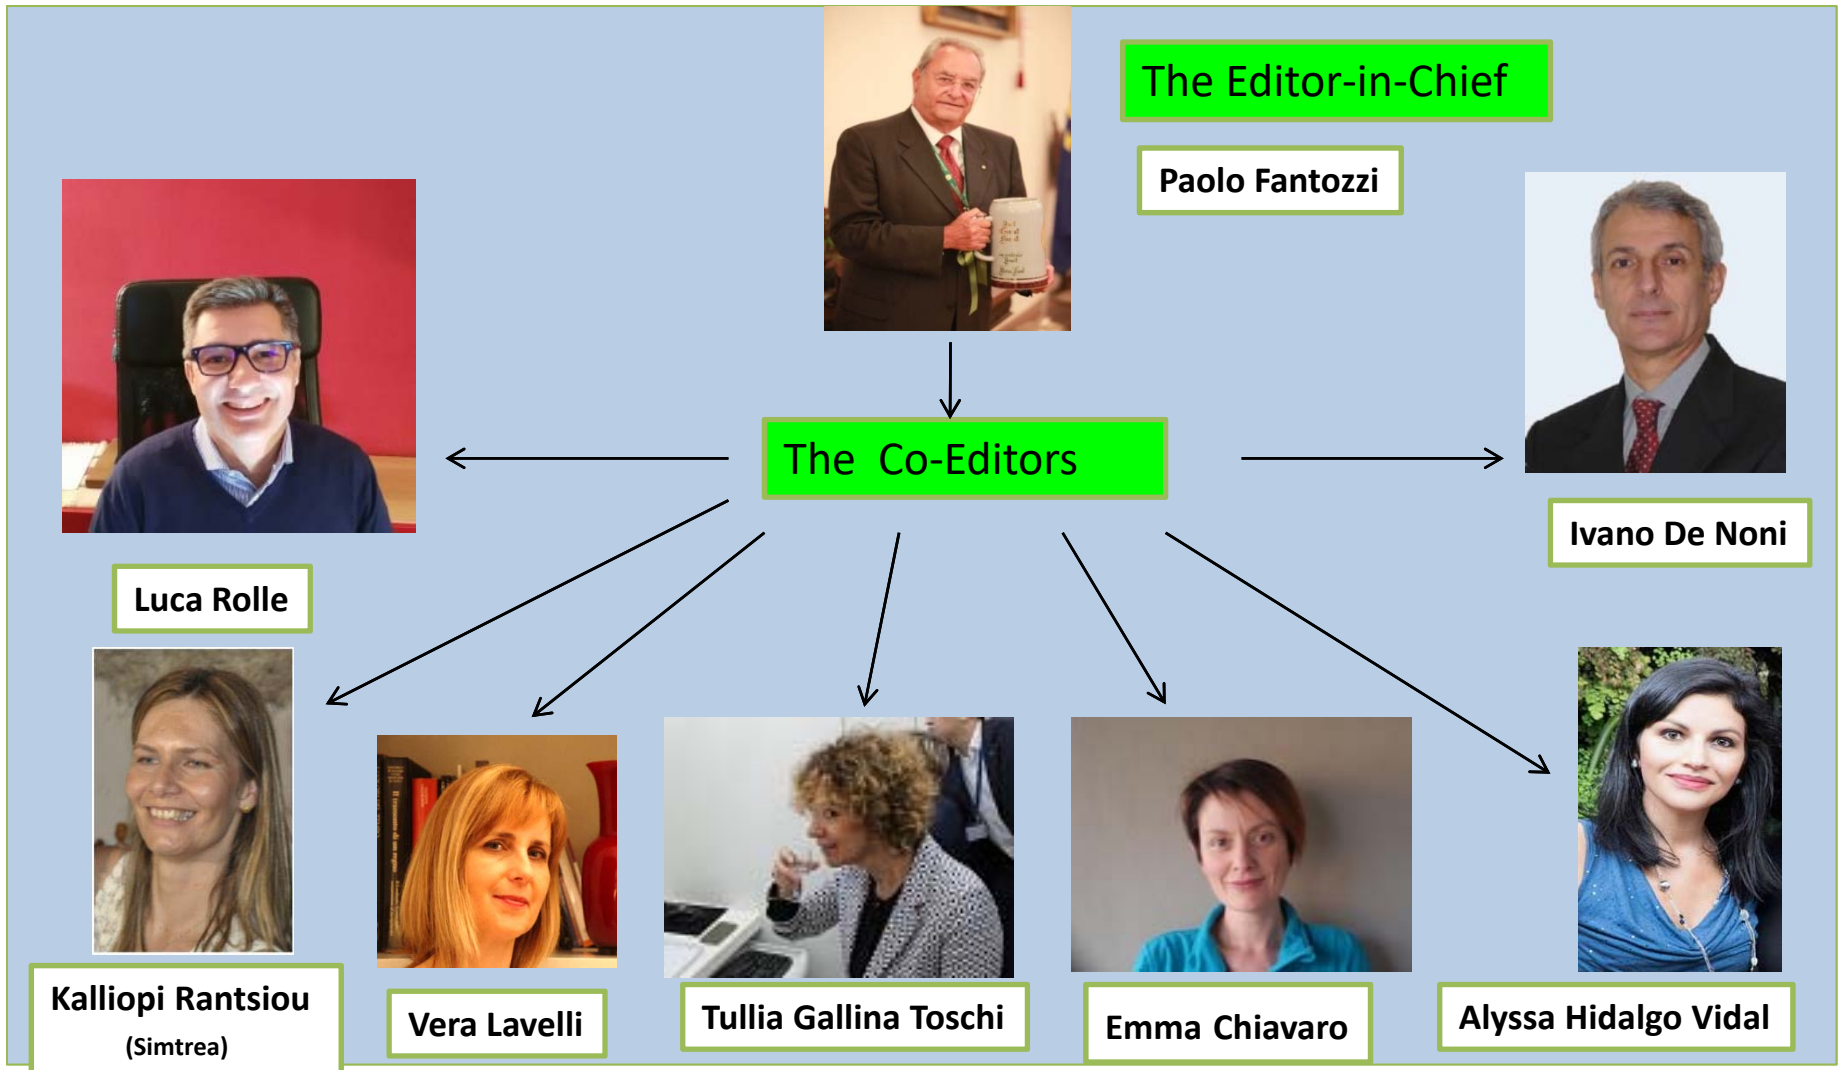 The Editor-in-Chief
Paolo Fantozzi
The Co-Editors
Ivano De Noni
Luca Rolle
Kalliopi Rantsiou
(Simtrea)
Vera Lavelli
Tullia Gallina Toschi
Emma Chiavaro
Alyssa Hidalgo Vidal